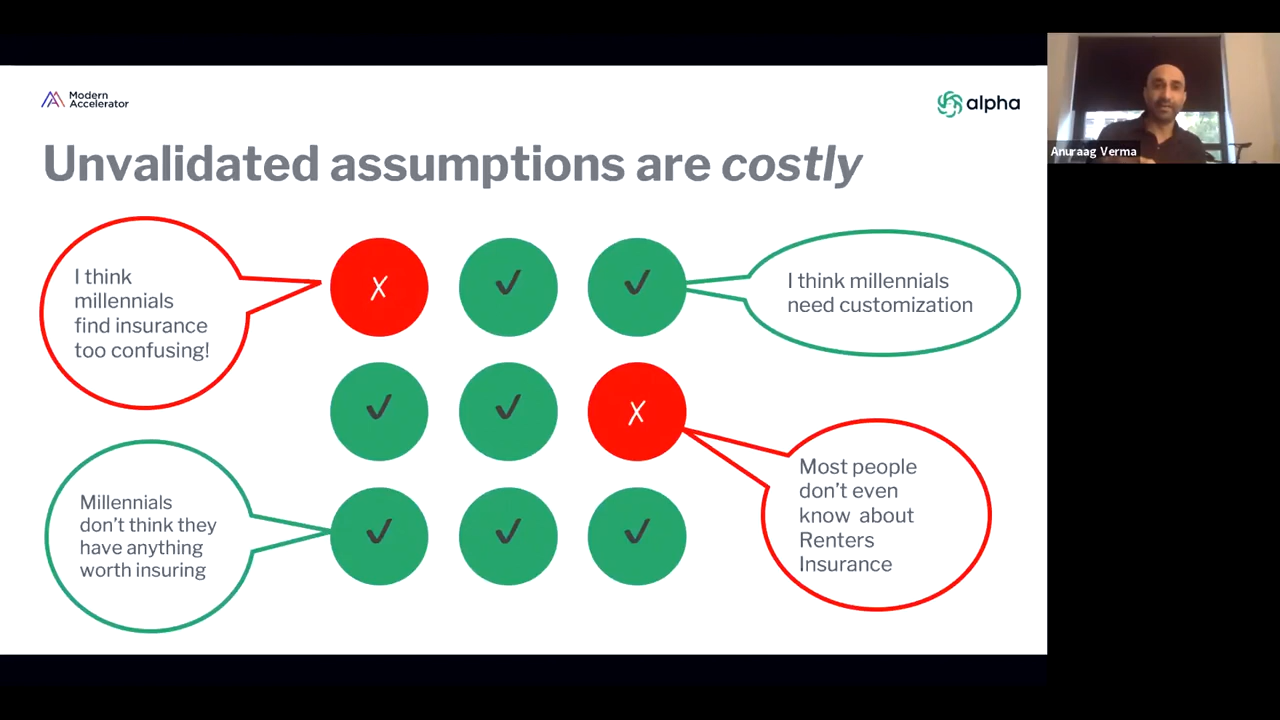 Modern
Accelerator
alpha
Unvalidated assumptions are costly
I think
millennials
find insurance
too confusing!
X
✓
✓
I think millennials
need customization
✓
✓
X
Most people
don't even
know about
Renters
Insurance
Millennials
don't think they
have anything
worth insuring
✓
✓
✓
Anuraag Verma